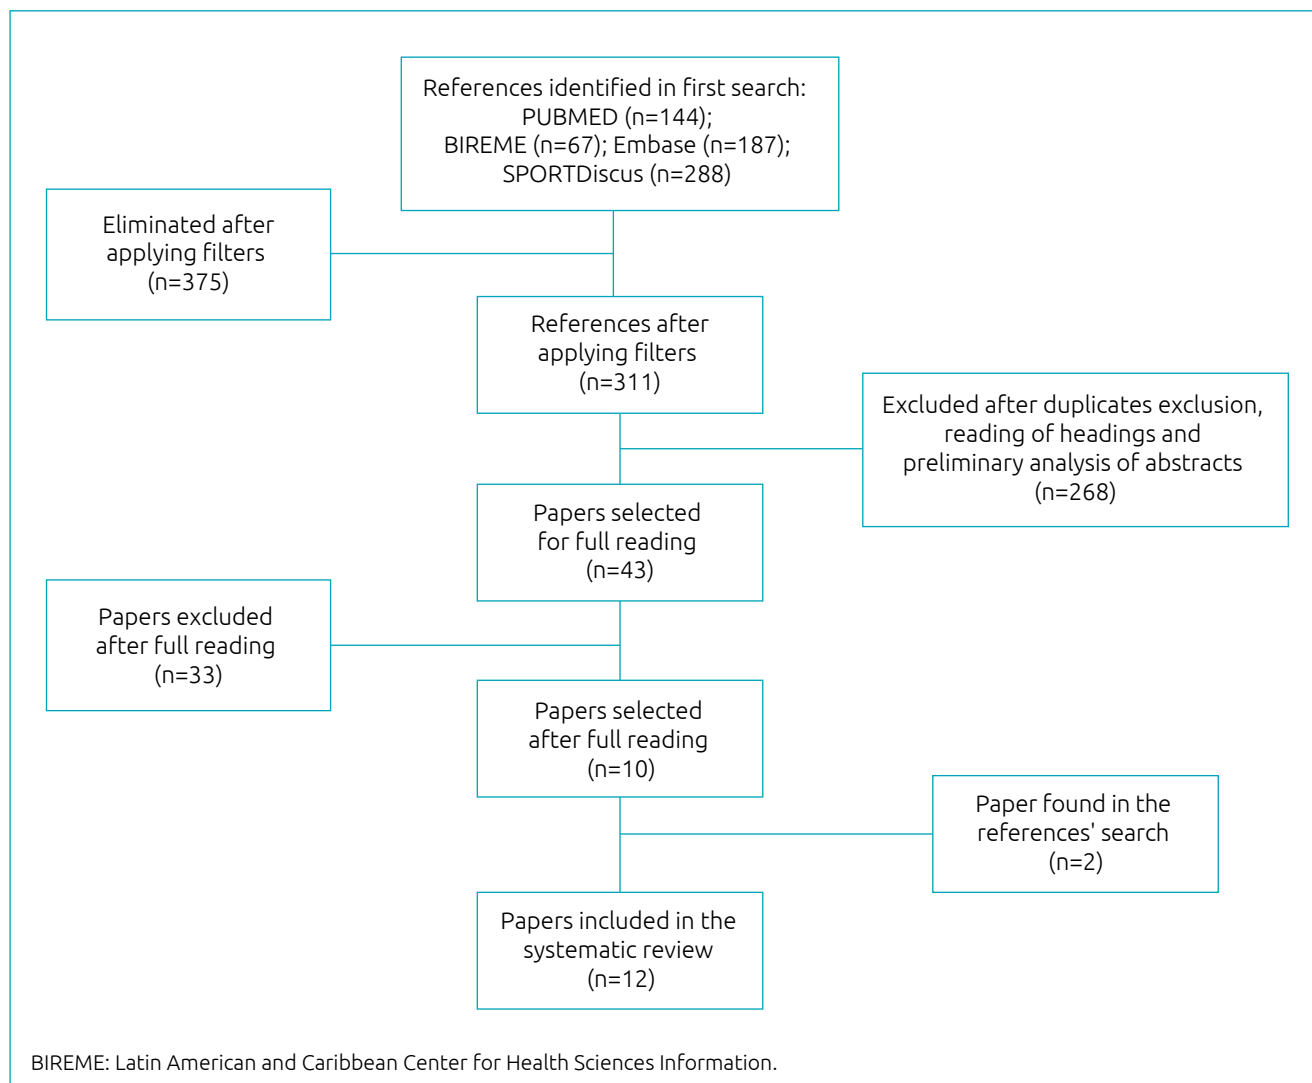 References identified in first search:
PUBMED (n=144);
BIREME (n=67); Embase (n=187);
SPORTDiscus (n=288)
Eliminated after
applying filters
(n=375)
References after
applying filters
(n=311)
Excluded after duplicates exclusion,
reading of headings and
preliminary analysis of abstracts
(n=268)
Papers selected
for full reading
(n=43)
Papers excluded
after full reading
(n=33)
Papers selected
after full reading
(n=10)
Paper found in the
references' search
(n=2)
Papers included in the
systematic review
(n=12)
BIREME: Latin American and Caribbean Center for Health Sciences Information.